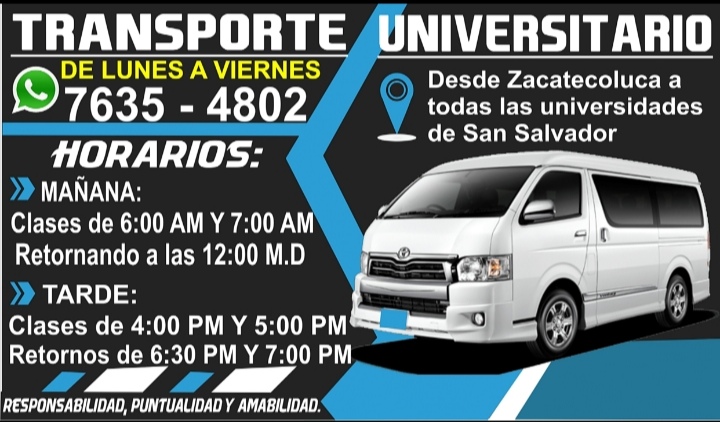 TRANSPORTE UNIVERSITARIO
DE LUNES A VIERNES
7635 - 4802
Desde Zacatecoluca a
todas las universidades
de San Salvador
HORARIOS:
MAÑANA:
Clases de 6:00 AM Y 7:00 AM
Retornando a las 12:00 M.D
TARDE:
Clases de 4:00 PM Y 5:00 PM
Retornos de 6:30 PM Y 7:00 PM
RESPONSABILIDAD, PUNTUALIDAD Y AMABILIDAD.